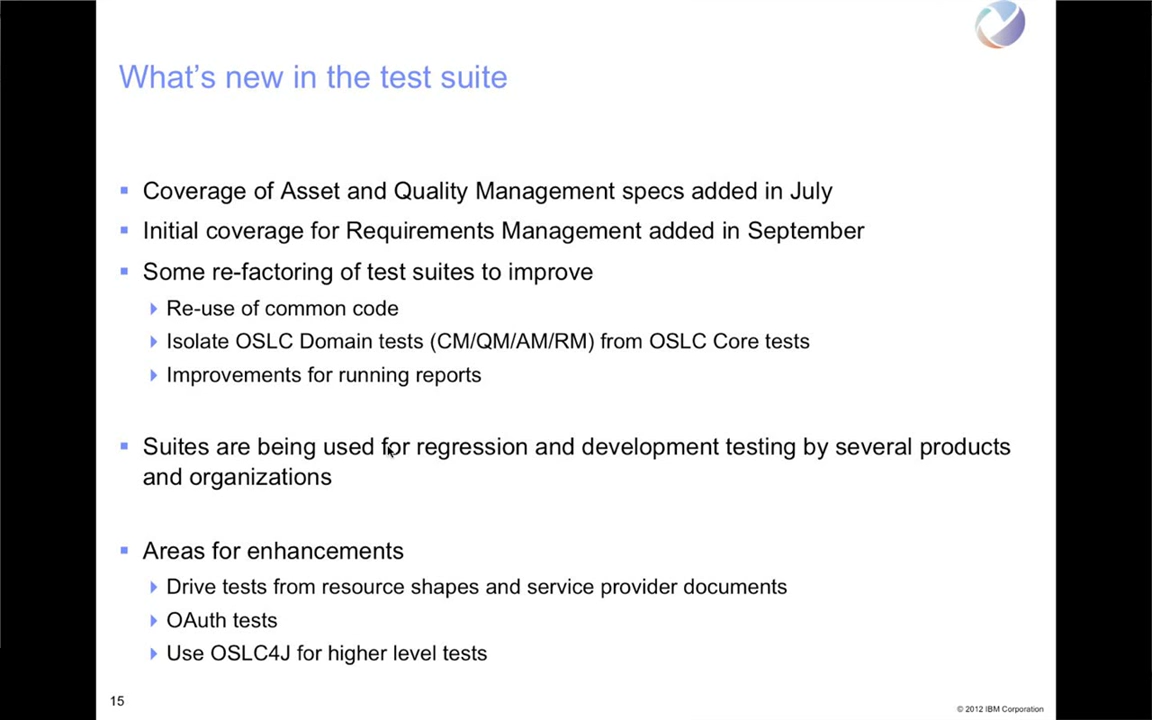 What's new in the test suite
Coverage of Asset and Quality Management specs added in July
Initial coverage for Requirements Management added in September
Some re-factoring of test suites to improve
Re-use of common code
Isolate OSLC Domain tests (CM/QM/AM/RM) from OSLC Core tests
Improvements for running reports
Suites are being used for regression and development testing by several products
and organizations
Areas for enhancements
Drive tests from resource shapes and service provider documents
OAuth tests
Use OSLC4J for higher level tests
15
© 2012 IBM Corporation